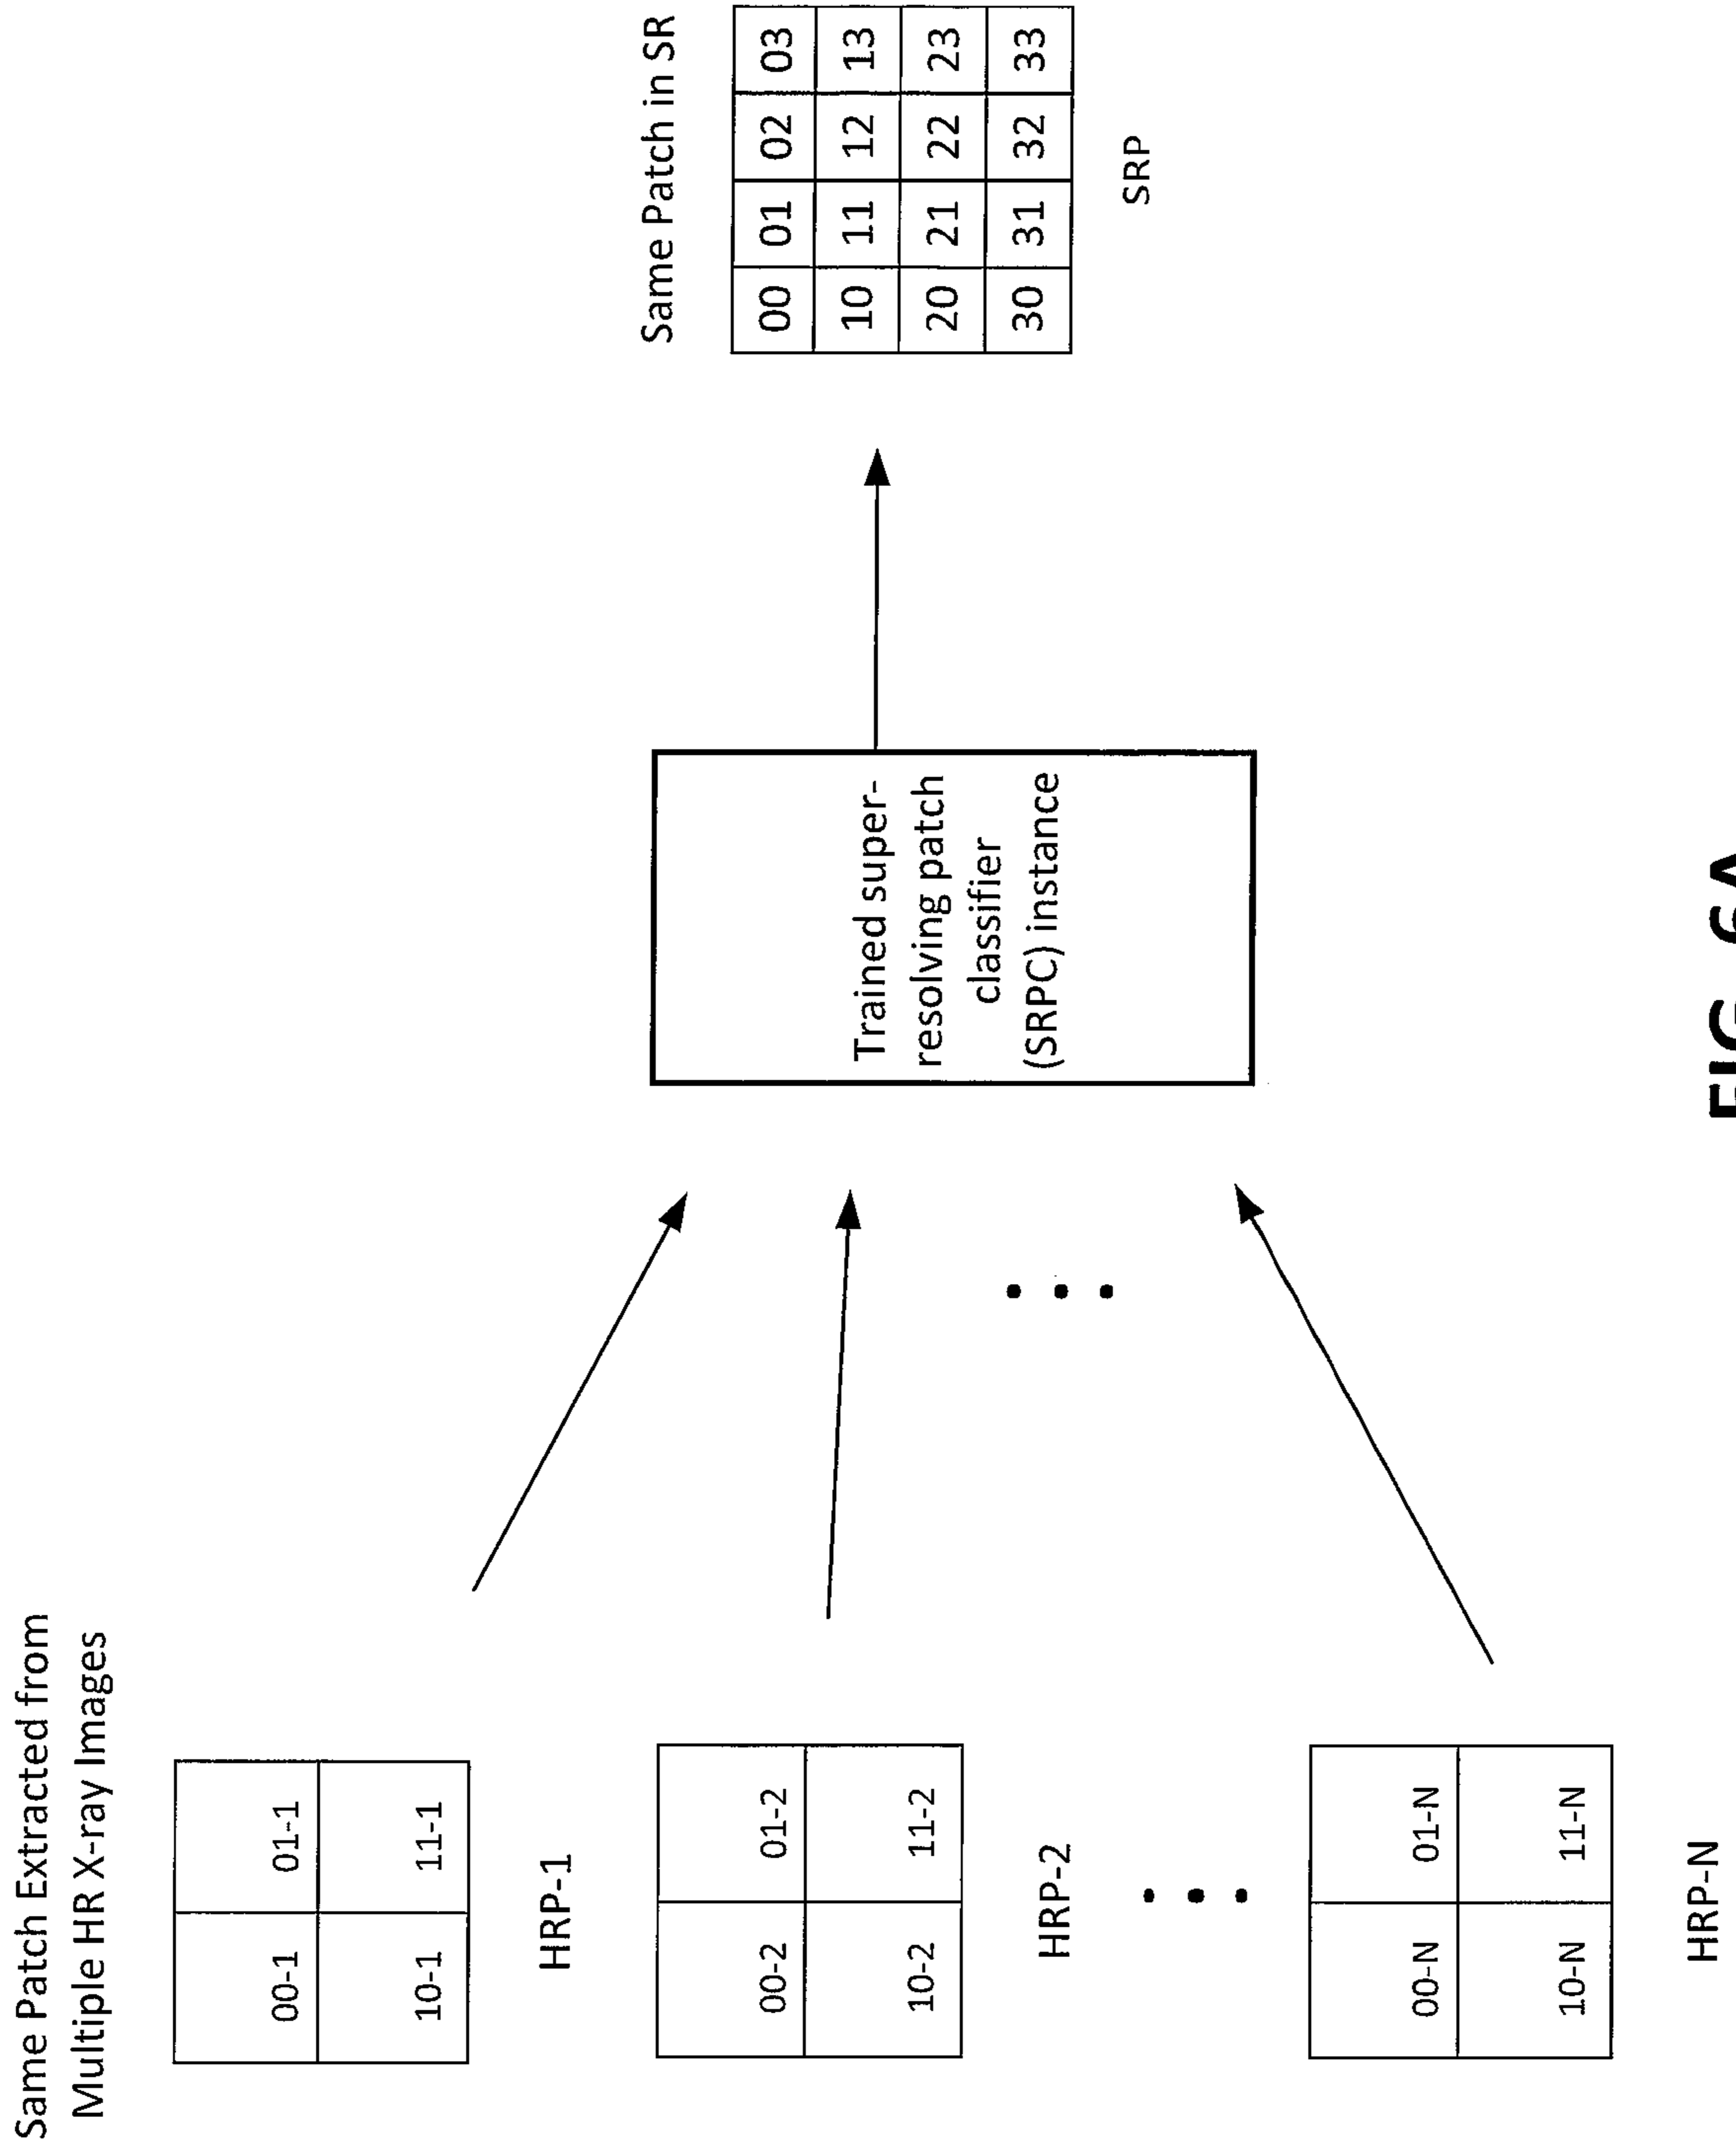 Same Patch Extracted from
Multiple HR X-ray Images
00-1 01-1
10-1 11-1
HRP-1
00-2 01-2
10-2 11-2
HRP-2
00-N 01-N
10-N 11-N
HRP-N
Trained super-
resolving patch
classifier
(SRPC) instance
Same Patch in SR
00 01 02 03
10 11 12 13
20 21 22 23
30 31 32 33
SRP
FIG. 6A